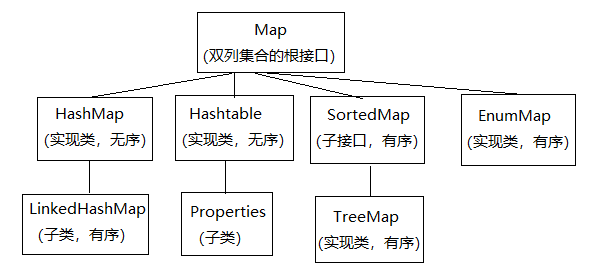 Map
(双列集合的根接口)
HashMap
(实现类，无序)
Hashtable
(实现类，无序)
SortedMap
(子接口，有序)
EnumMap
(实现类，有序)
LinkedHashMap
(子类，有序)
Properties
(子类)
TreeMap
(实现类，有序)